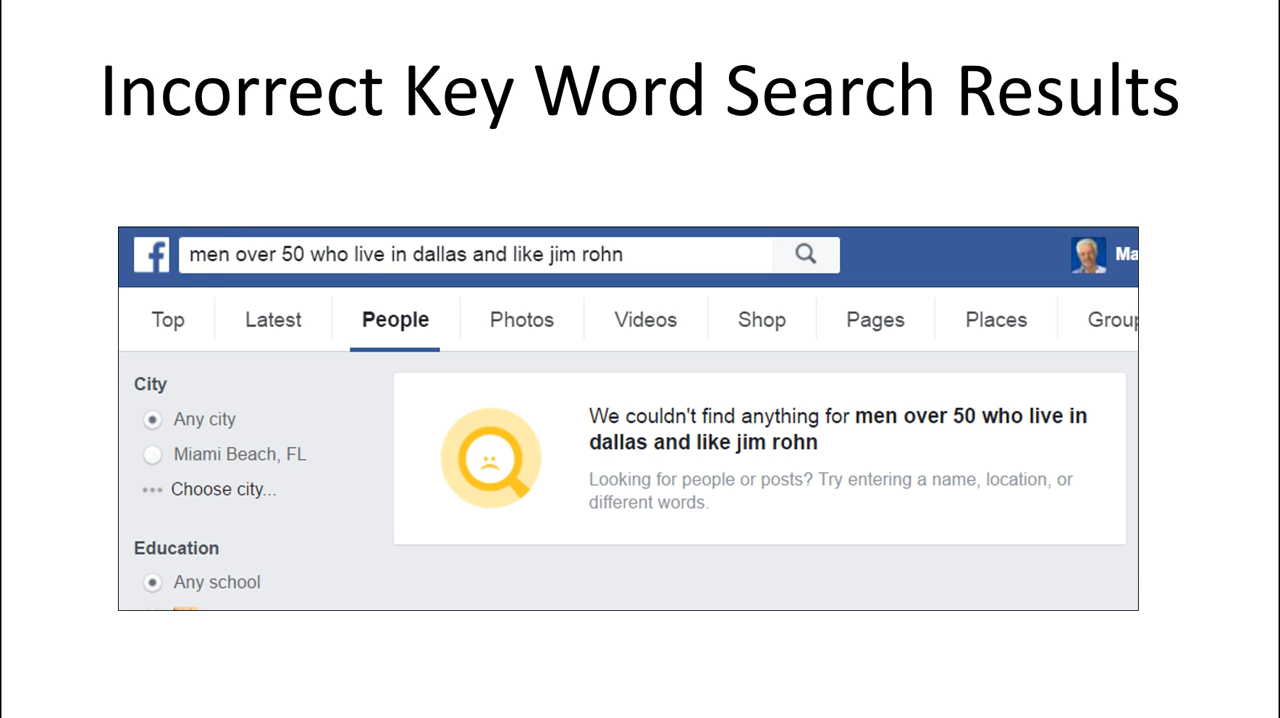 Incorrect Key Word Search Results
f men over 50 who live in dallas and like jim rohn Ma
Top Latest People Photos Videos Shop Pages Places Group
City
Any city
Miami Beach, FL
Choose city...
Education
Any school
We couldn't find anything for men over 50 who live in
dallas and like jim rohn
Looking for people or posts? Try entering a name, location, or
different words.